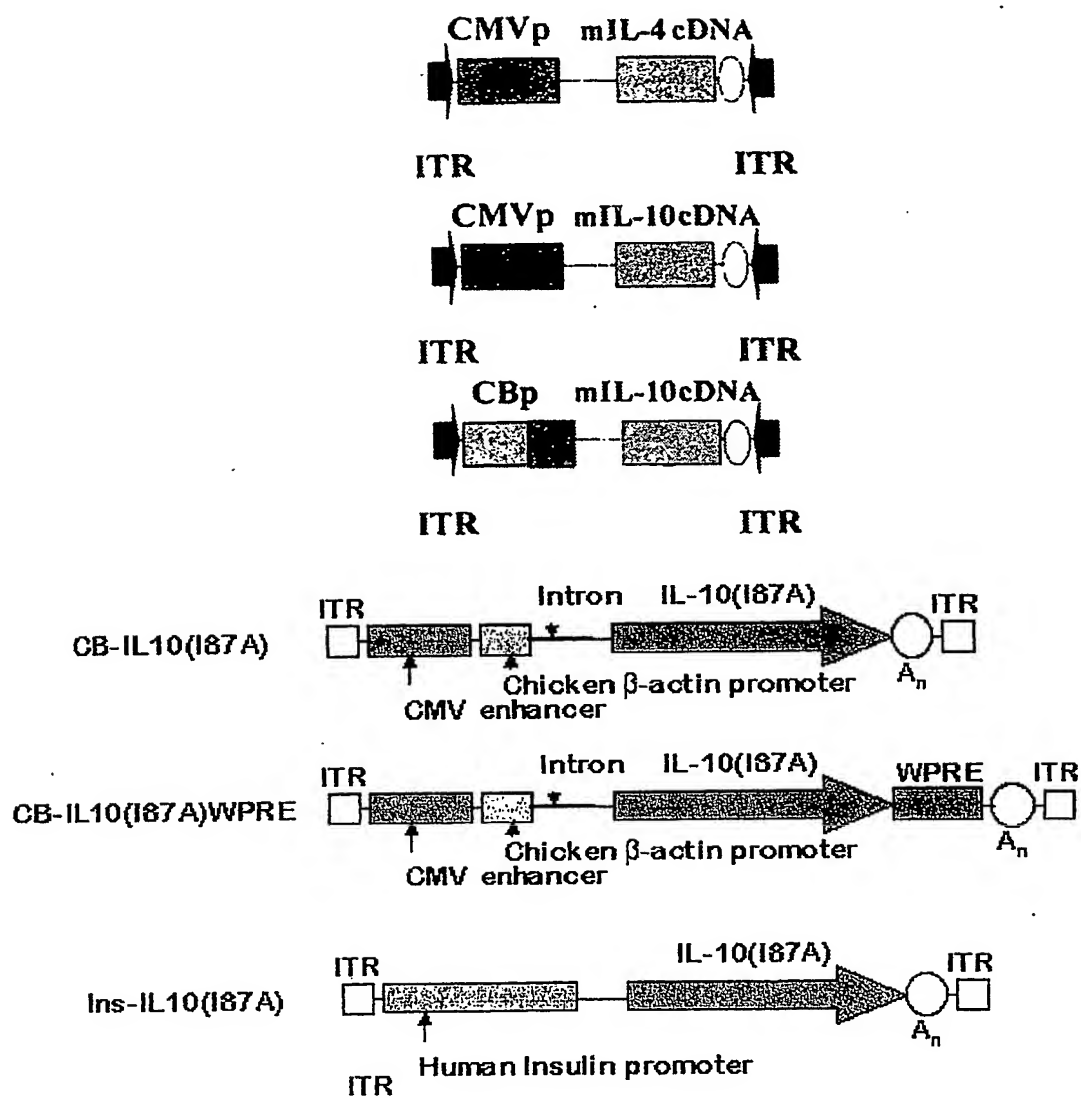 CMVp mIL-4 cDNA
ITR ITR
CMVp mIL-10cDNA
ITR ITR
CBp mIL-10cDNA
ITR ITR
ITR Intron IL-10(I87A) ITR
CB-IL10(I87A)
Chicken β-actin promoter An
CMV enhancer
ITR Intron IL-10(I87A) WPRE ITR
CB-IL10(I87A)WPRE
Chicken β-actin promoter An
CMV enhancer
IL-10(I87A)
ITR ITR
Ins-IL10(I87A)
An
Human Insulin promoter
ITR